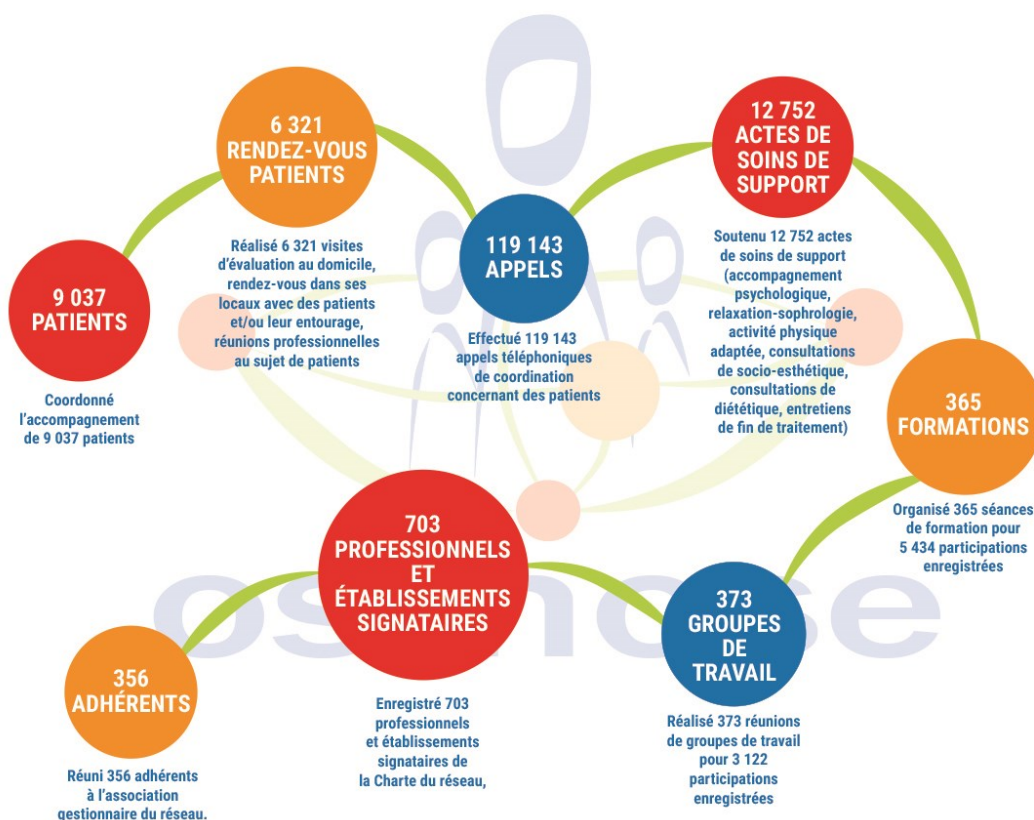 9 037
PATIENTS
Coordonné
l'accompagnement
de 9 037 patients
6 321
RENDEZ-VOUS
PATIENTS
Réalisé 6 321 visites
d'évaluation au domicile,
rendez-vous dans ses
locaux avec des patients
et/ou leur entourage,
réunions professionnelles
au sujet de patients
119 143
APPELS
Effectué 119 143
appels téléphoniques
de coordination
concernant des patients
12 752
ACTES DE
SOINS DE
SUPPORT
Soutenu 12 752 actes
de soins de support
(accompagnement
psychologique,
relaxation-sophrologie,
activité physique
adaptée, consultations
de socio-esthétique,
consultations de
diététique, entretiens
de fin de traitement)
365
FORMATIONS
Organisé 365 séances
de formation pour
5 434 participations
enregistrées
373
GROUPES
DE
TRAVAIL
Réalisé 373 réunions
de groupes de travail
pour 3 122
participations
enregistrées
703
PROFESSIONNELS
ET
ÉTABLISSEMENTS
SIGNATAIRES
Enregistré 703
professionnels
et établissements
signataires de
la Charte du réseau,
356
ADHÉRENTS
Réuni 356 adhérents
à l'association
gestionnaire du réseau.